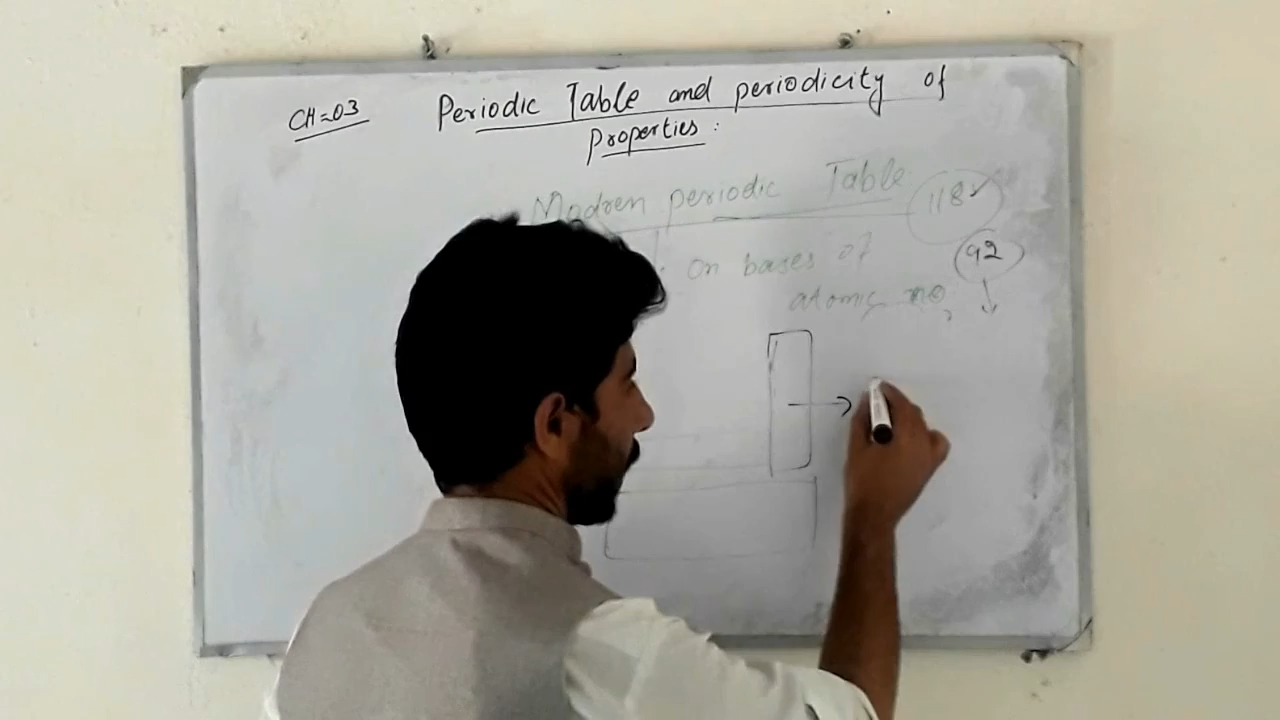 CH=03
Periodic Table and periodicity of
Properties:
Modren periodic Table
118✓
On bases of
92
atomic no,